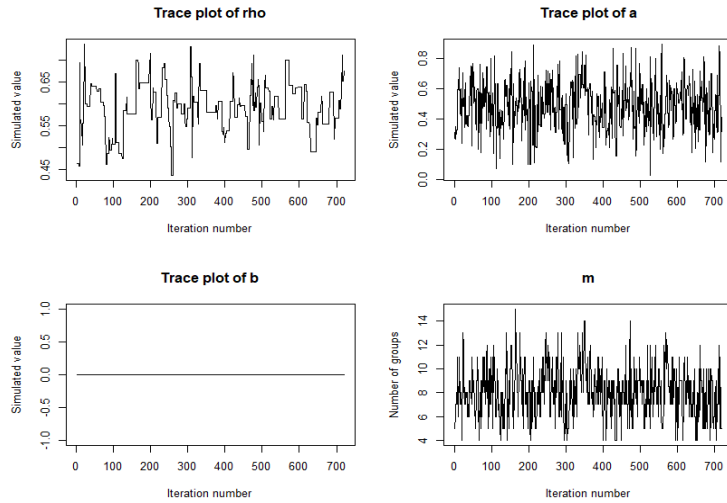 Trace plot of rho
Simulated value
0.45 0.55 0.65
0 100 200 300 400 500 600 700
Iteration number
Trace plot of a
Simulated value
0.0 0.2 0.4 0.6 0.8
0 100 200 300 400 500 600 700
Iteration number
Trace plot of b
Simulated value
-1.0 -0.5 0.0 0.5 1.0
0 100 200 300 400 500 600 700
Iteration number
m
Number of groups
4 6 8 10 12 14
0 100 200 300 400 500 600 700
Iteration number